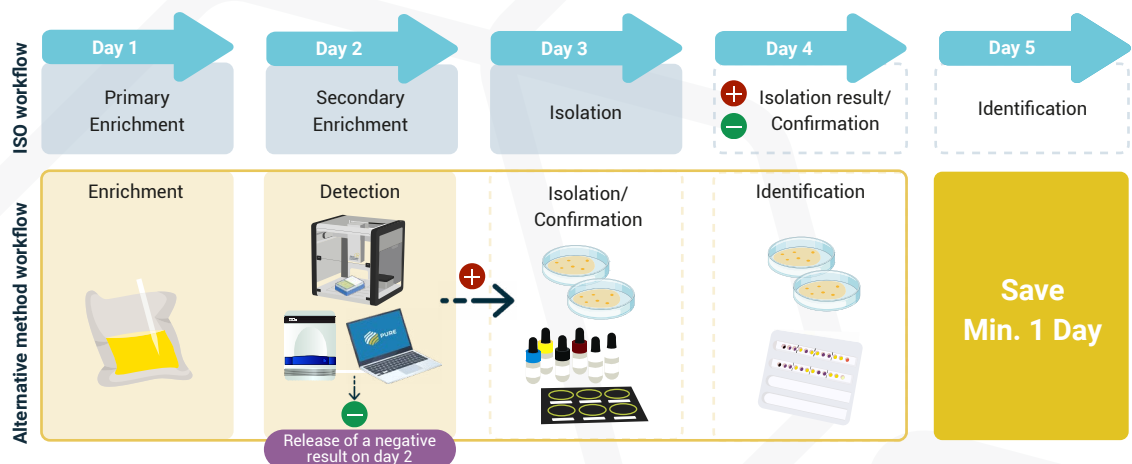 ISO workflow
Day 1
Day 2
Day 3
Day 4
Day 5
Primary
Enrichment
Secondary
Enrichment
Isolation
+
−
Isolation result/
Confirmation
Identification
Alternative method workflow
Enrichment
Detection
Isolation/
Confirmation
Identification
PURE
+
−
Release of a negative
result on day 2
Save
Min. 1 Day